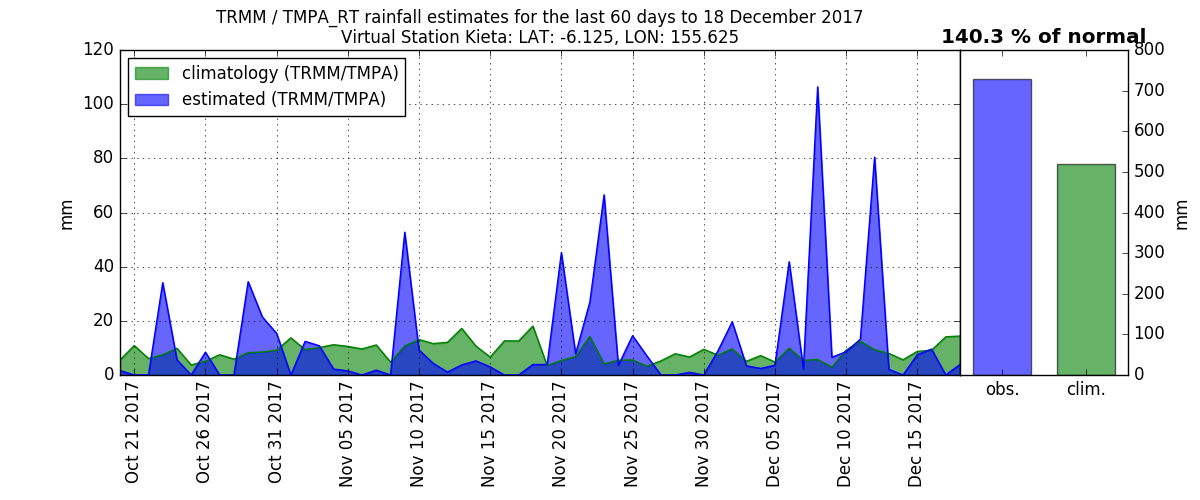 TRMM / TMPA_RT rainfall estimates for the last 60 days to 18 December 2017
Virtual Station Kieta: LAT: -6.125, LON: 155.625
140.3 % of normal
climatology (TRMM/TMPA)
estimated (TRMM/TMPA)
mm
120
100
80
60
40
20
0
Oct 21 2017
Oct 26 2017
Oct 31 2017
Nov 05 2017
Nov 10 2017
Nov 15 2017
Nov 20 2017
Nov 25 2017
Nov 30 2017
Dec 05 2017
Dec 10 2017
Dec 15 2017
obs.
clim.
800
700
600
500
400
300
200
100
0
mm